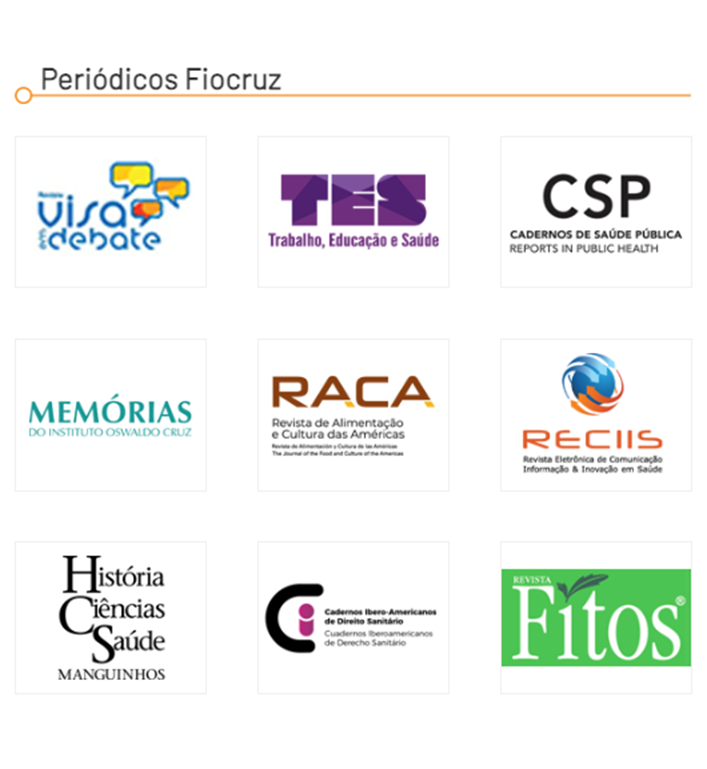 Periódicos Fiocruz
Revista
visa
em
debate
TES
Trabalho, Educação e Saúde
CSP
CADERNOS DE SAÚDE PÚBLICA
REPORTS IN PUBLIC HEALTH
MEMÓRIAS
DO INSTITUTO OSWALDO CRUZ
RACA
Revista de Alimentação
e Cultura das Américas
Revista de Alimentación y Cultura de las Américas
The Journal of the Food and Culture of the Americas
RECIIS
Revista Eletrônica de Comunicação
Informação & Inovação em Saúde
História
Ciências
Saúde
MANGUINHOS
Ci
Cadernos Ibero-Americanos
de Direito Sanitário
Cuadernos Iberoamericanos
de Derecho Sanitário
REVISTA
Fitos®